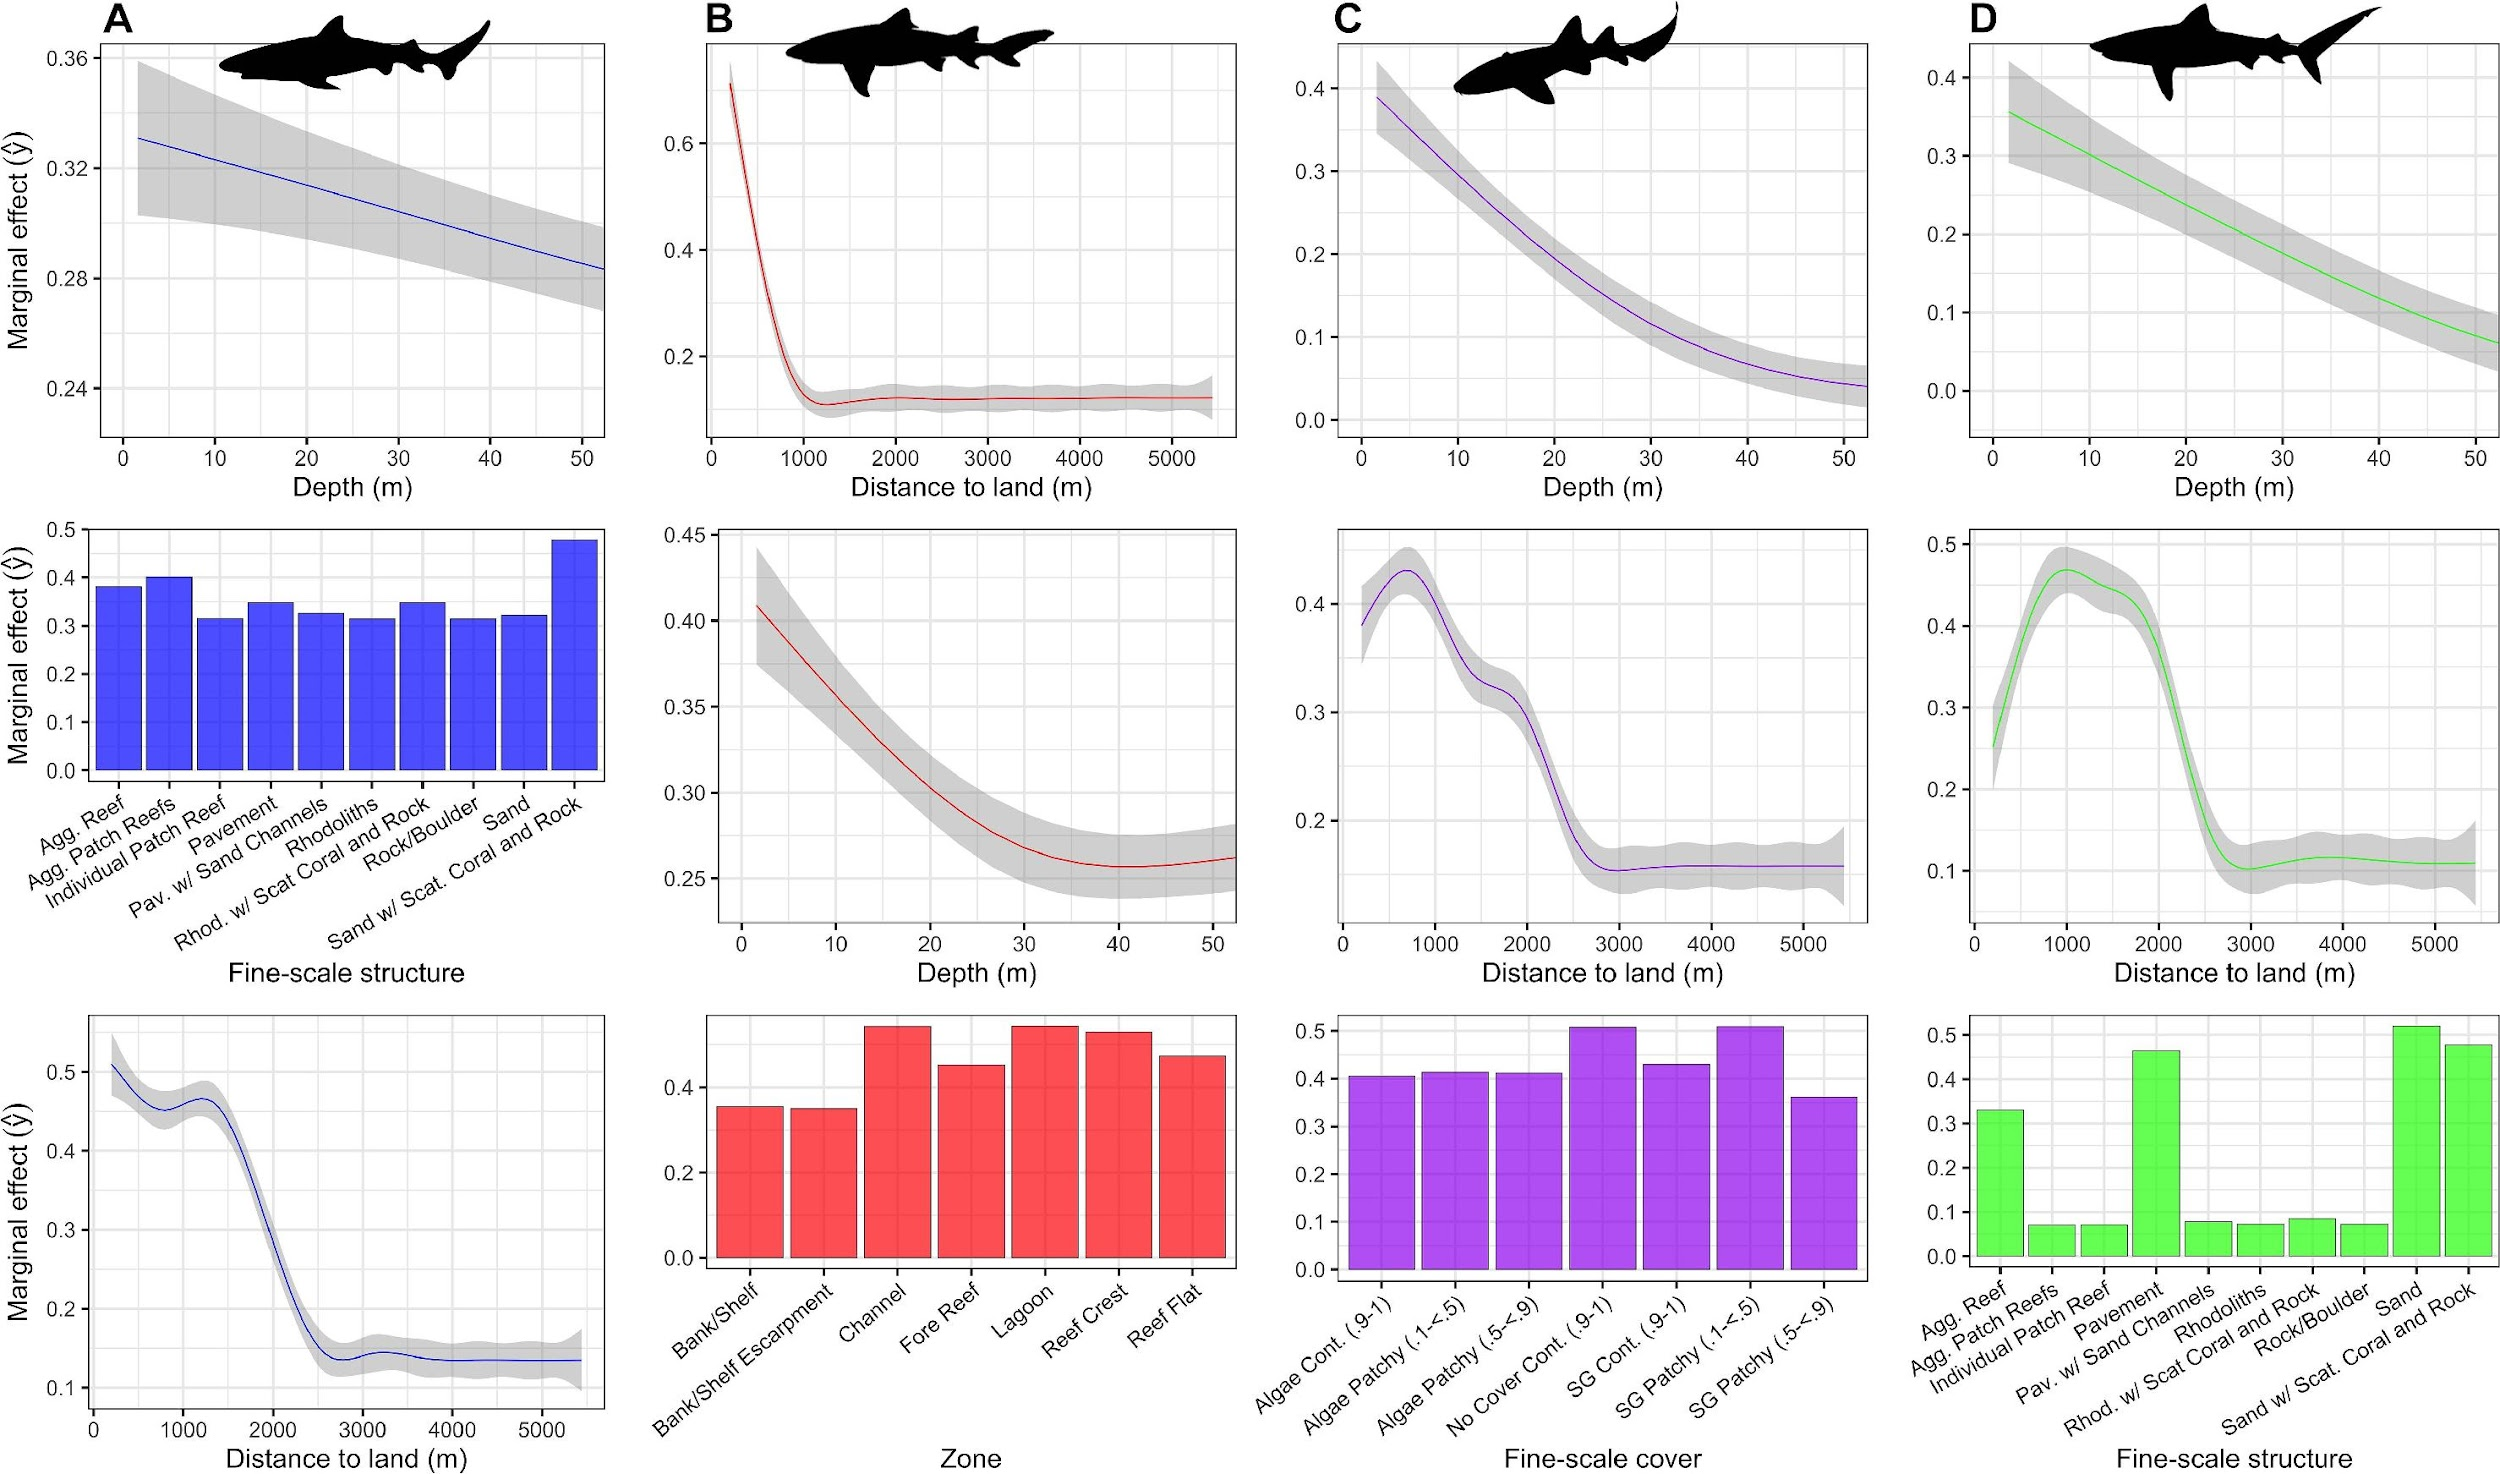 A
B
C
D
Marginal effect (ŷ)
0.36
0.32
0.28
0.24
0 10 20 30 40 50
Depth (m)
0.6
0.4
0.2
0 1000 2000 3000 4000 5000
Distance to land (m)
0.4
0.3
0.2
0.1
0.0
0 10 20 30 40 50
Depth (m)
0.4
0.3
0.2
0.1
0.0
0 10 20 30 40 50
Depth (m)
Marginal effect (ŷ)
0.5
0.4
0.3
0.2
0.1
0.0
Agg. Reef
Agg. Patch Reefs
Individual Patch Reef
Pavement
Pav. w/ Sand Channels
Rhodoliths
Rhod. w/ Scat Coral and Rock
Rock/Boulder
Sand
Sand w/ Scat. Coral and Rock
Fine-scale structure
0.45
0.40
0.35
0.30
0.25
0 10 20 30 40 50
Depth (m)
0.4
0.3
0.2
0 1000 2000 3000 4000 5000
Distance to land (m)
0.5
0.4
0.3
0.2
0.1
0 1000 2000 3000 4000 5000
Distance to land (m)
Marginal effect (ŷ)
0.5
0.4
0.3
0.2
0.1
0 1000 2000 3000 4000 5000
Distance to land (m)
0.4
0.2
0.0
Bank/Shelf
Bank/Shelf Escarpment
Channel
Fore Reef
Lagoon
Reef Crest
Reef Flat
Zone
0.5
0.4
0.3
0.2
0.1
0.0
Algae Cont. (.9-1)
Algae Patchy (.1-<.5)
Algae Patchy (.5-<.9)
No Cover Cont. (.9-1)
SG Cont. (.9-1)
SG Patchy (.1-<.5)
SG Patchy (.5-<.9)
Fine-scale cover
0.5
0.4
0.3
0.2
0.1
0.0
Agg. Reef
Agg. Patch Reefs
Individual Patch Reef
Pavement
Pav. w/ Sand Channels
Rhodoliths
Rhod. w/ Scat Coral and Rock
Rock/Boulder
Sand
Sand w/ Scat. Coral and Rock
Fine-scale structure